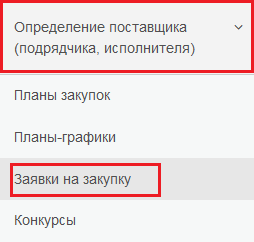 Определение поставщика
(подрядчика, исполнителя)
Планы закупок
Планы-графики
Заявки на закупку
Конкурсы